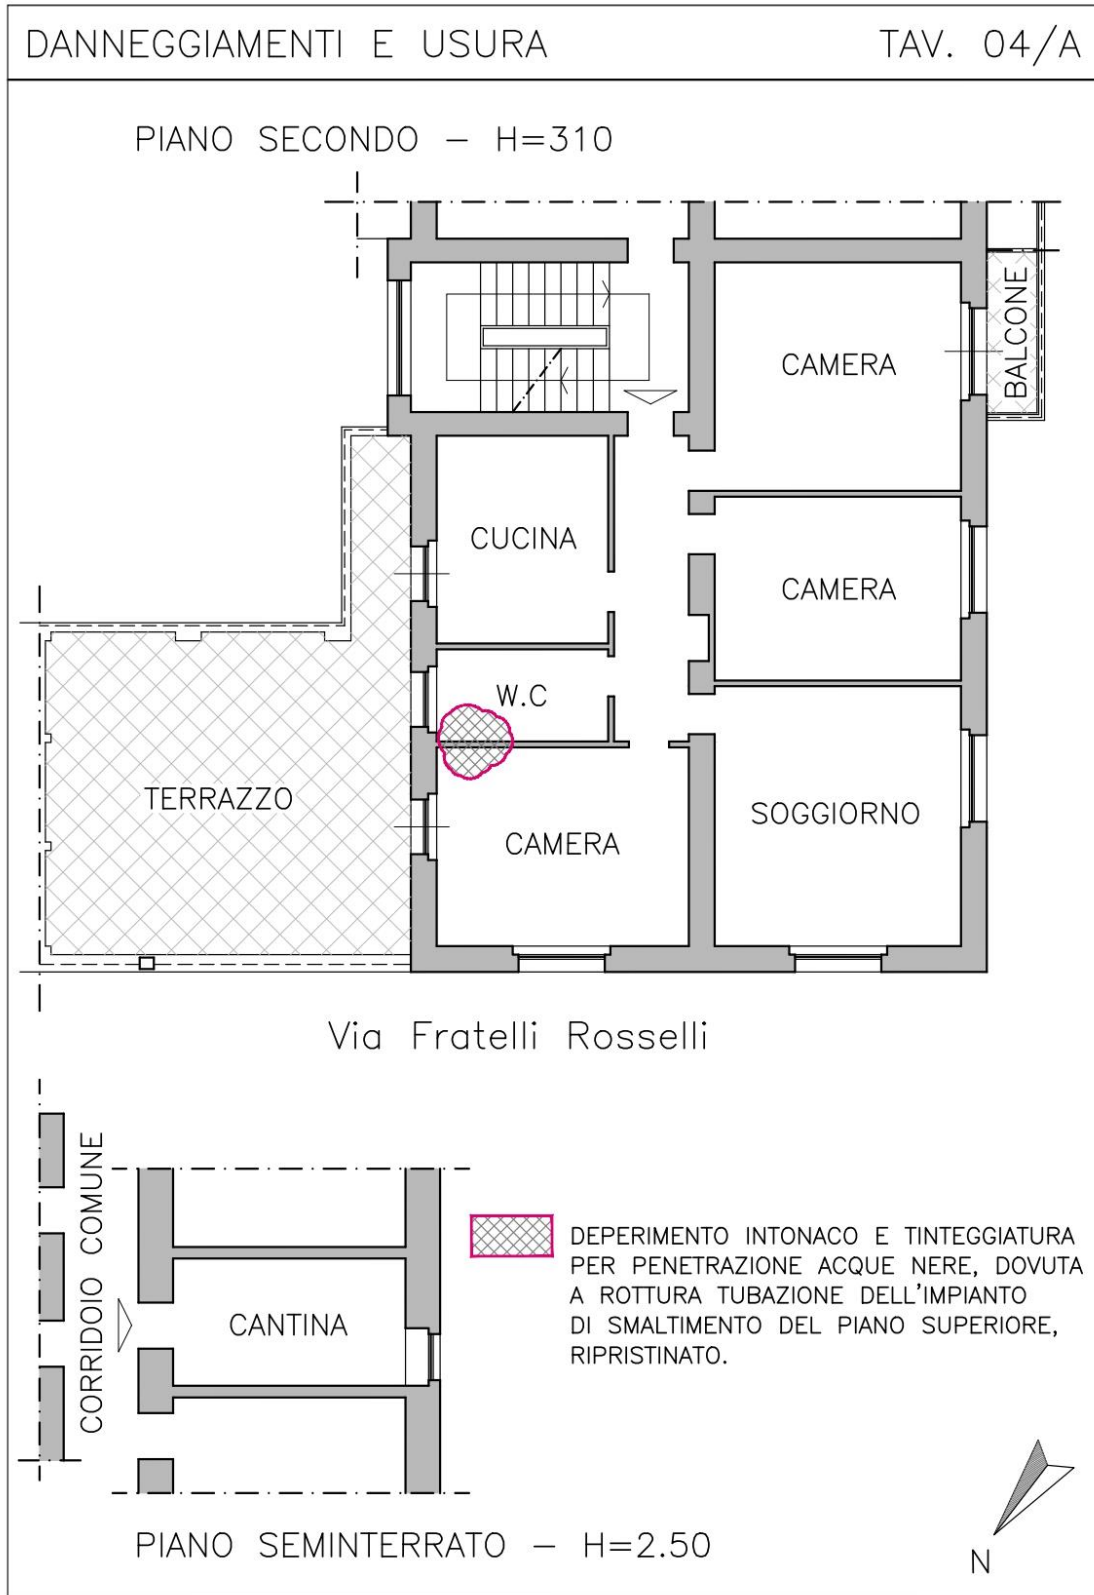 DANNEGGIAMENTI E USURA
TAV. 04/A
PIANO SECONDO - H=310
CAMERA
BALCONE
CUCINA
CAMERA
W.C
TERRAZZO
SOGGIORNO
CAMERA
Via Fratelli Rosselli
CORRIDOIO COMUNE
CANTINA
DEPERIMENTO INTONACO E TINTEGGIATURA
PER PENETRAZIONE ACQUE NERE, DOVUTA
A ROTTURA TUBAZIONE DELL'IMPIANTO
DI SMALTIMENTO DEL PIANO SUPERIORE,
RIPRISTINATO.
PIANO SEMINTERRATO - H=2.50
N